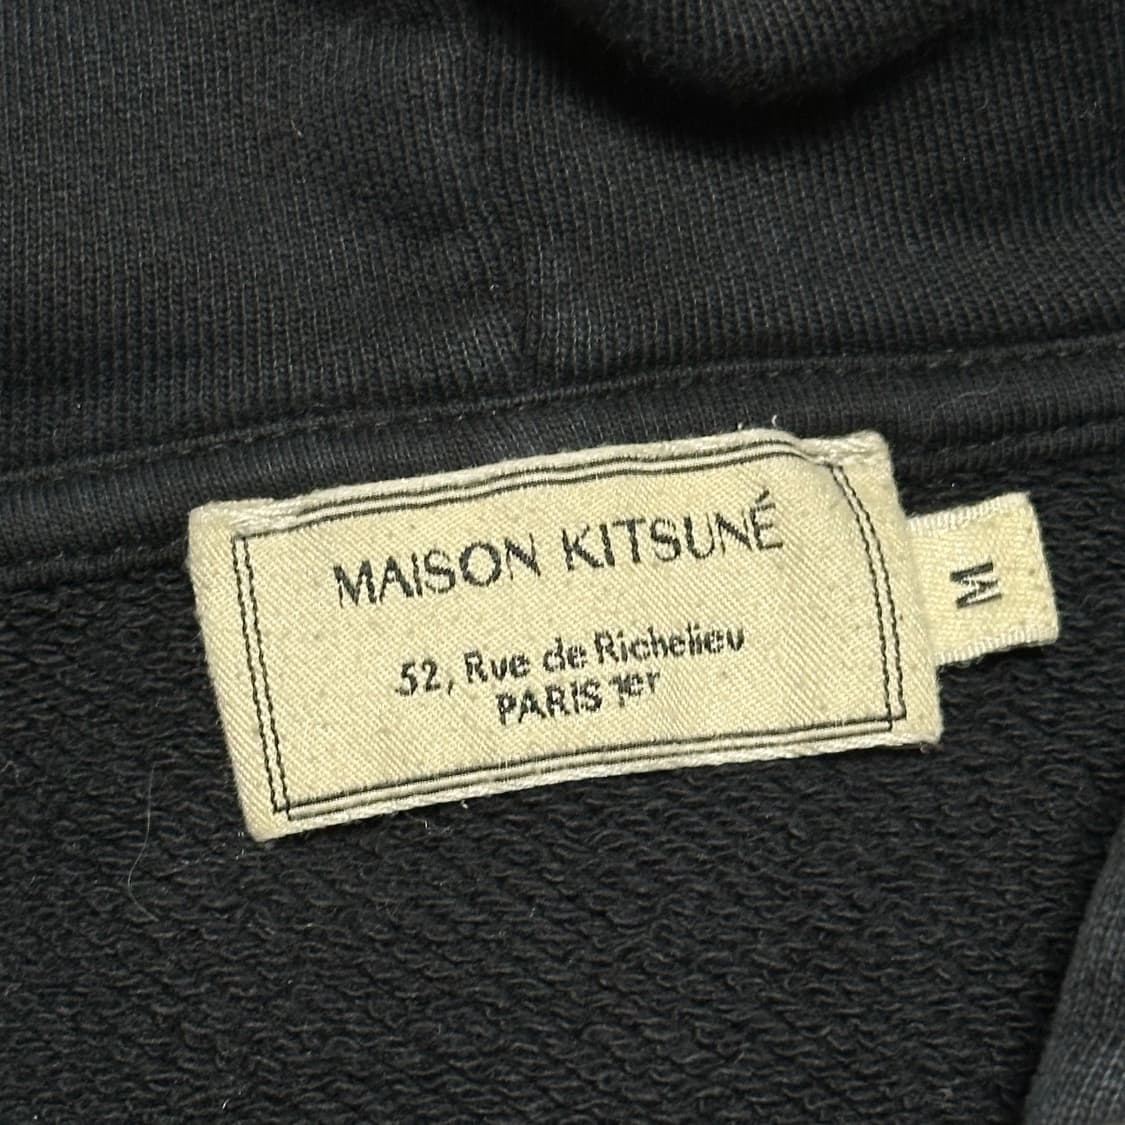 MAISON KITSUNÉ
52, Rue de Richelieu
PARIS 1er
M